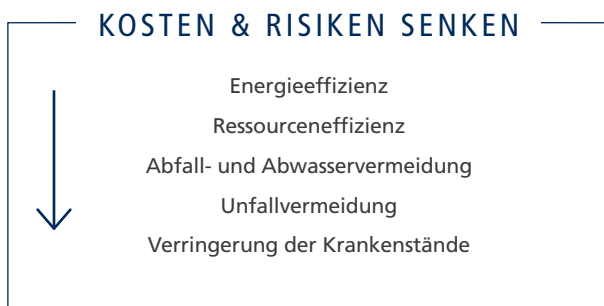 KOSTEN & RISIKEN SENKEN
Energieeffizienz
Ressourceneffizienz
Abfall- und Abwasservermeidung
Unfallvermeidung
Verringerung der Krankenstände